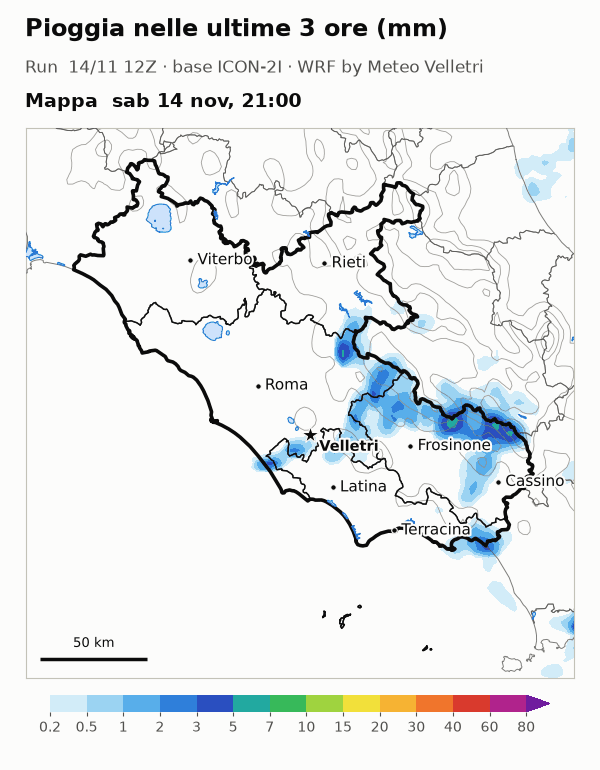 Pioggia nelle ultime 3 ore (mm)
Run  14/11 12Z · base ICON-2I · WRF by Meteo Velletri
Mappa  sab 14 nov, 21:00
Viterbo
Rieti
Roma
Velletri
Frosinone
Latina
Cassino
Terracina
50 km
0.2 0.5 1 2 3 5 7 10 15 20 30 40 60 80